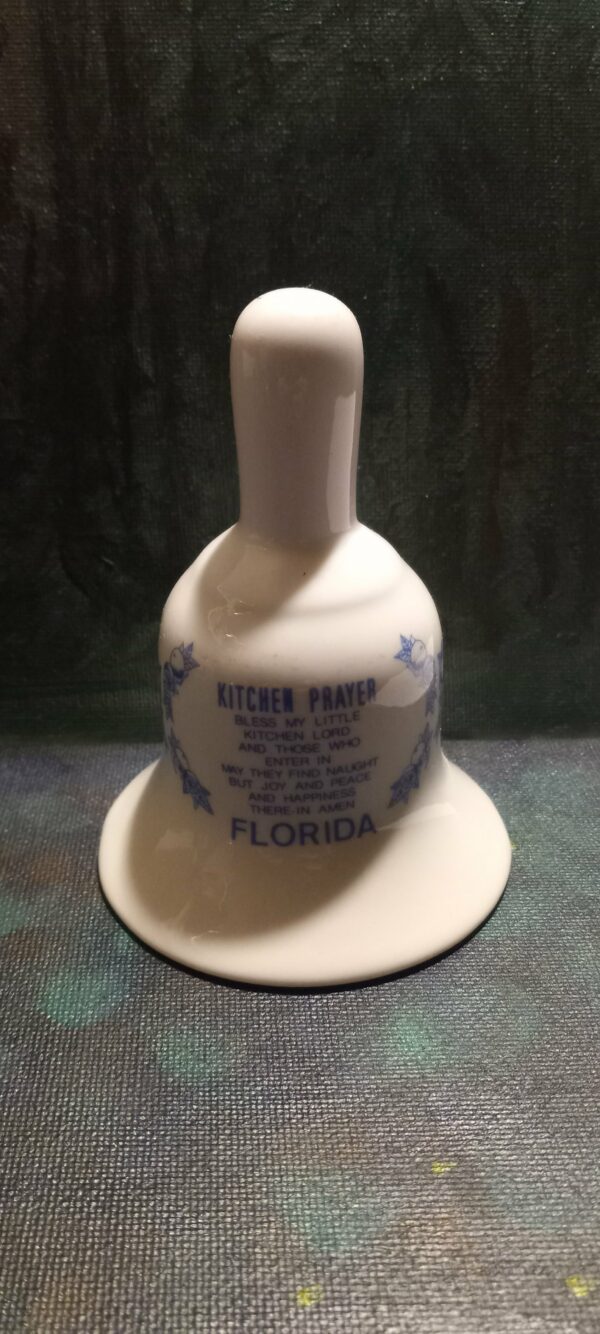 KITCHEN PRAYER
BLESS MY LITTLE
KITCHEN LORD
AND THOSE WHO
ENTER IN
MAY THEY FIND NAUGHT
BUT JOY AND PEACE
AND HAPPINESS
THERE-IN AMEN
FLORIDA